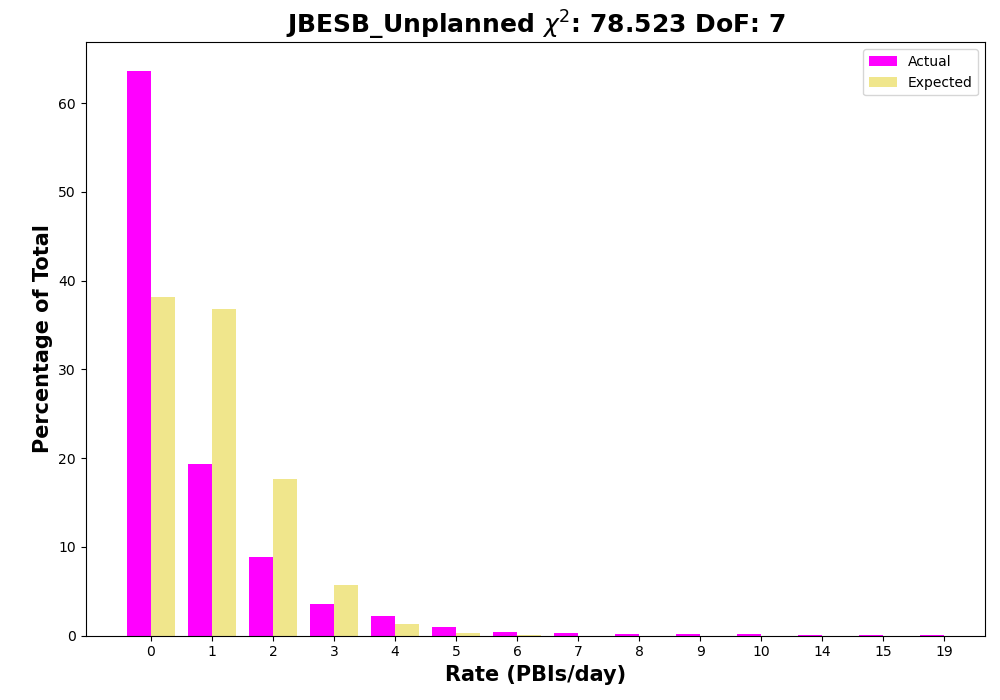 JBESB_Unplanned χ²: 78.523 DoF: 7
Actual
Expected
Percentage of Total
60
50
40
30
20
10
0
0 1 2 3 4 5 6 7 8 9 10 14 15 19
Rate (PBIs/day)